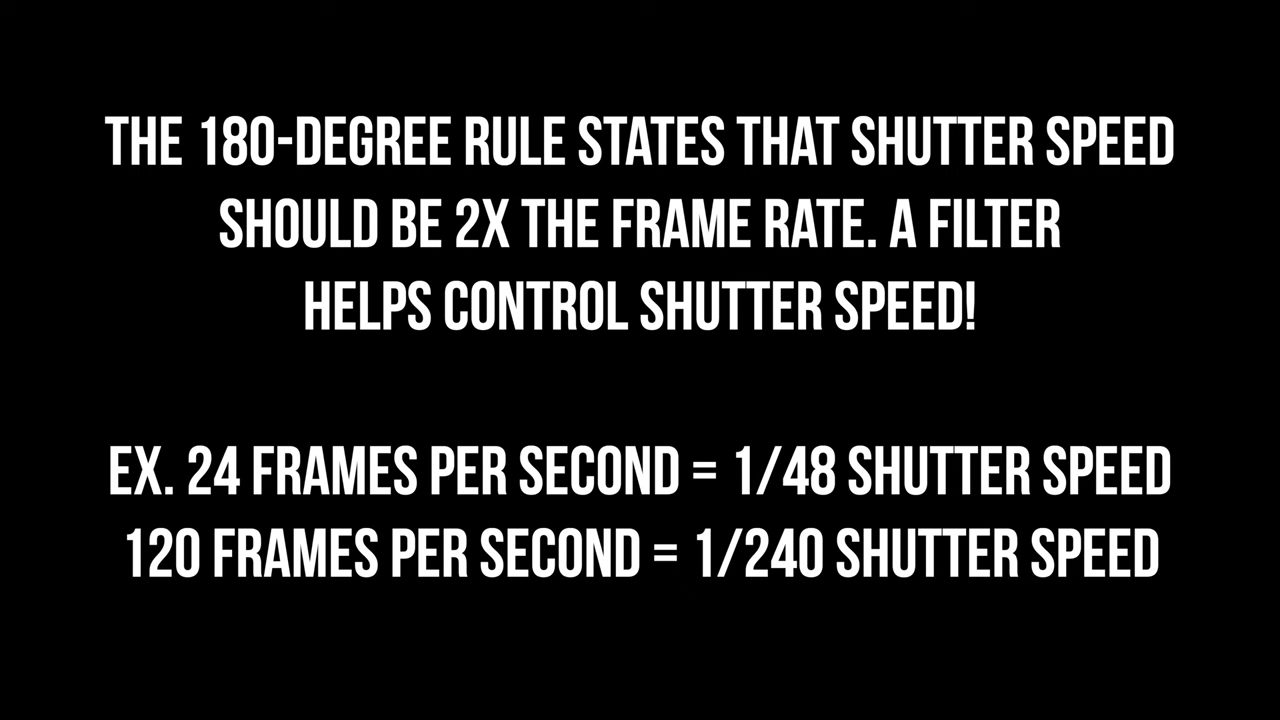 THE 180-DEGREE RULE STATES THAT SHUTTER SPEED
SHOULD BE 2X THE FRAME RATE. A FILTER
HELPS CONTROL SHUTTER SPEED!
EX. 24 FRAMES PER SECOND = 1/48 SHUTTER SPEED
120 FRAMES PER SECOND = 1/240 SHUTTER SPEED